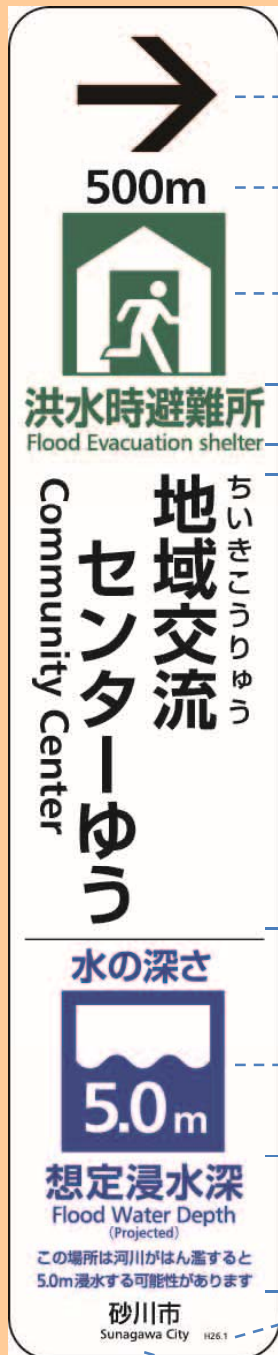 500m
洪水時避難所
Flood Evacuation shelter
ちいきこうりゅう
地域交流
センターゆう
Community Center
水の深さ
5.0m
想定浸水深
Flood Water Depth
(Projected)
この場所は河川がはん濫すると
5.0m浸水する可能性があります
砂川市
Sunagawa City H26.1